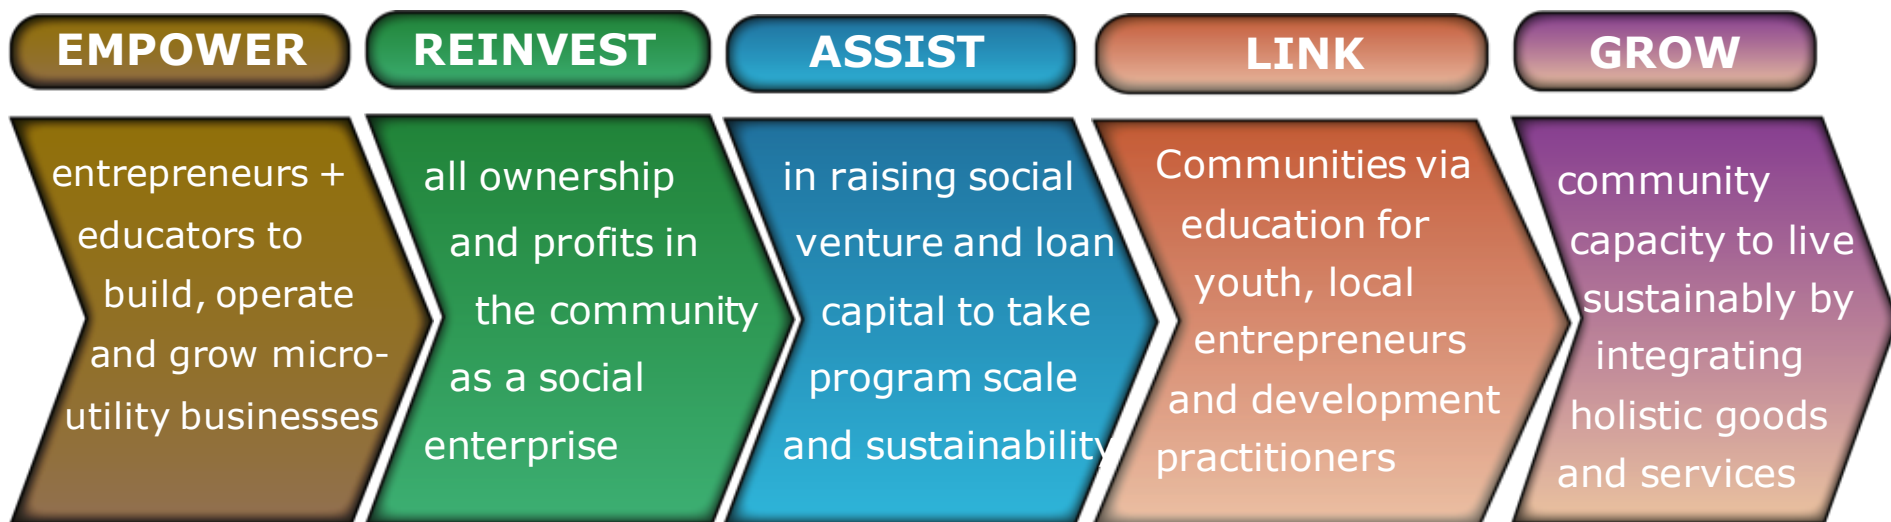 EMPOWER
entrepreneurs +
educators to
build, operate
and grow micro-
utility businesses
REINVEST
all ownership
and profits in
the community
as a social
enterprise
ASSIST
in raising social
venture and loan
capital to take
program scale
and sustainability
LINK
Communities via
education for
youth, local
entrepreneurs
and development
practitioners
GROW
community
capacity to live
sustainably by
integrating
holistic goods
and services